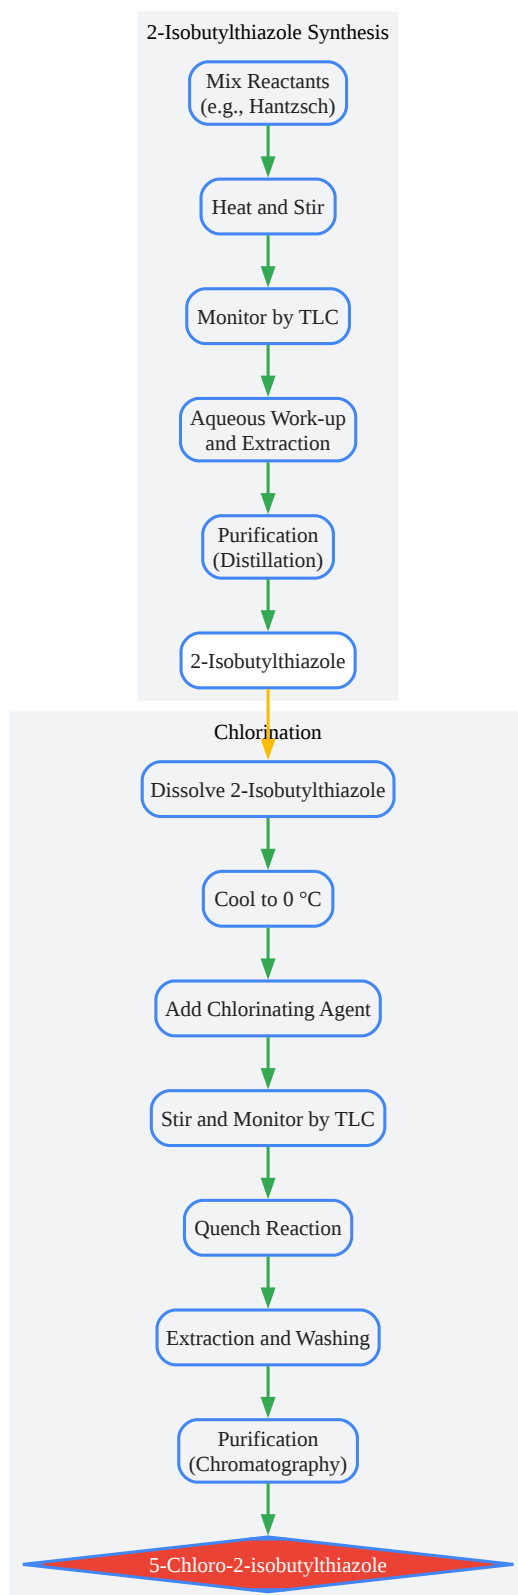 2-Isobutylthiazole Synthesis
Mix Reactants
(e.g., Hantzsch)
Heat and Stir
Monitor by TLC
Aqueous Work-up
and Extraction
Purification
(Distillation)
2-Isobutylthiazole
Chlorination
Dissolve 2-Isobutylthiazole
Cool to 0 °C
Add Chlorinating Agent
Stir and Monitor by TLC
Quench Reaction
Extraction and Washing
Purification
(Chromatography)
5-Chloro-2-isobutylthiazole